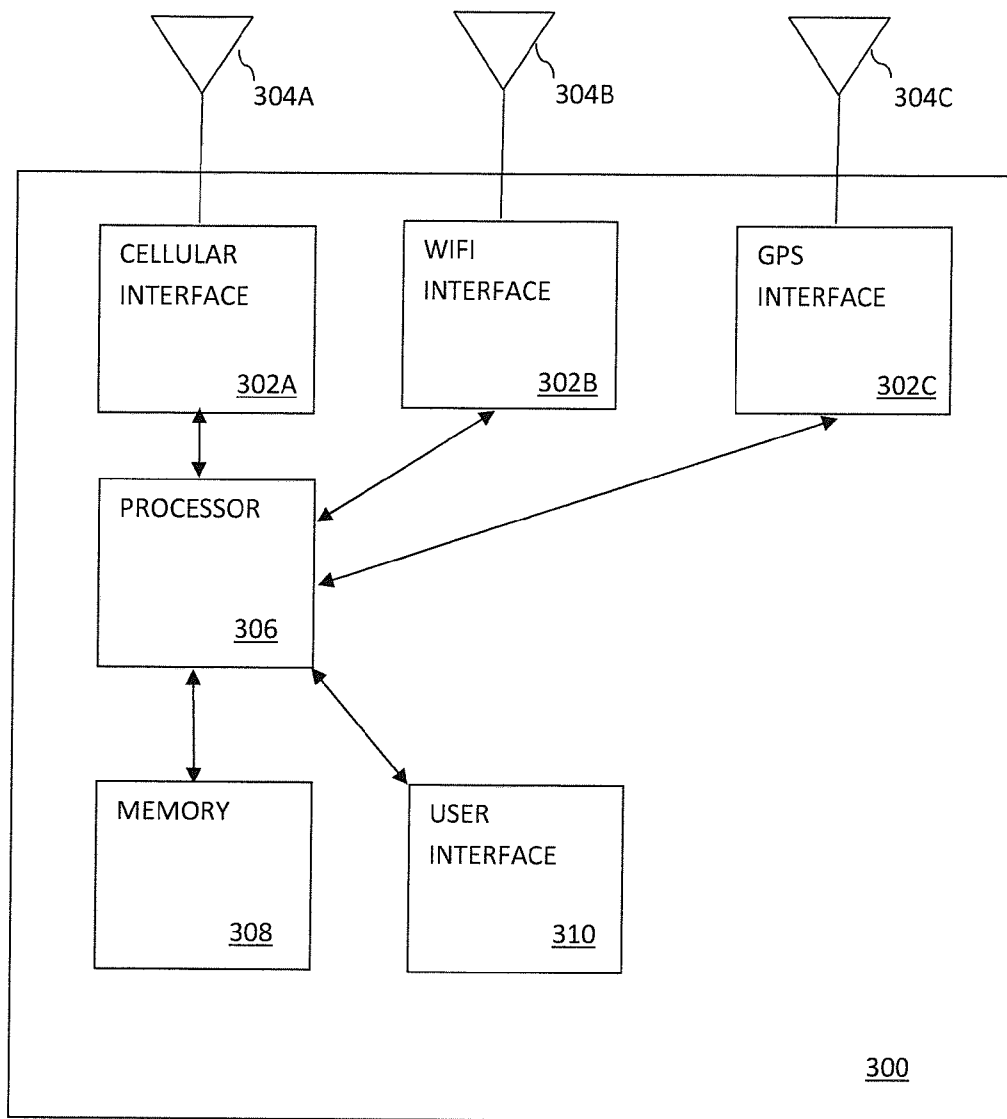 304A
304B
304C
CELLULAR
INTERFACE
302A
WIFI
INTERFACE
302B
GPS
INTERFACE
302C
PROCESSOR
306
MEMORY
308
USER
INTERFACE
310
300